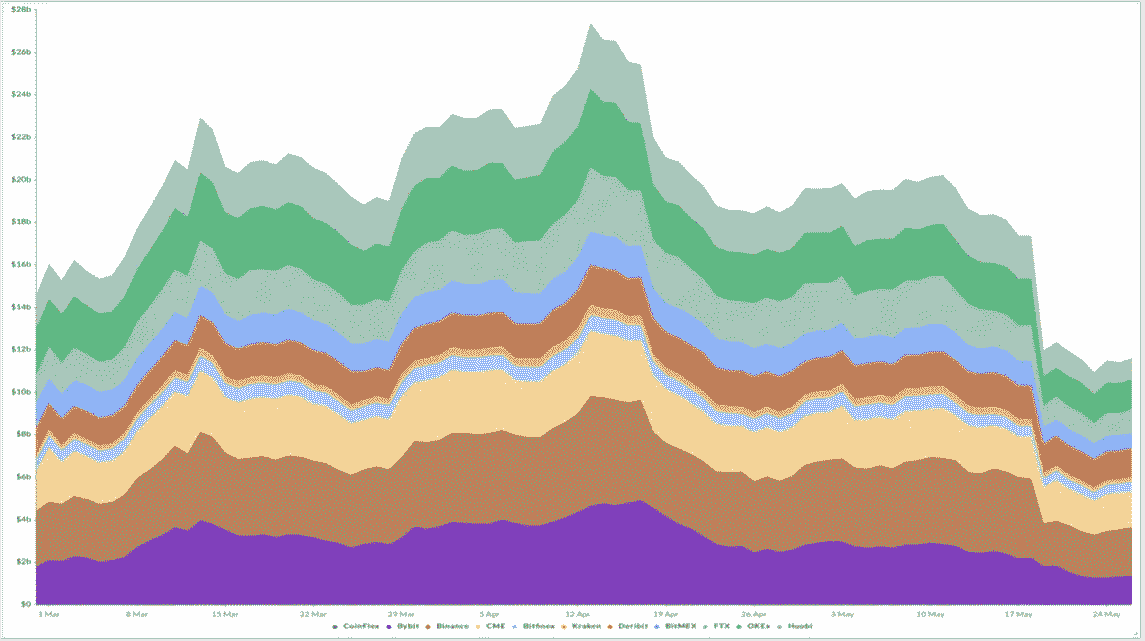 $28b
$26b
$24b
$22b
$20b
$18b
$16b
$14b
$12b
$10b
$8b
$6b
$4b
$2b
$0
1 Mar 8 Mar 15 Mar 22 Mar 29 Mar 5 Apr 12 Apr 19 Apr 26 Apr 3 May 10 May 17 May 24 May
CoinFlex Bybit Binance CME Bitfinex Kraken Deribit BitMEX FTX OKEx Huobi